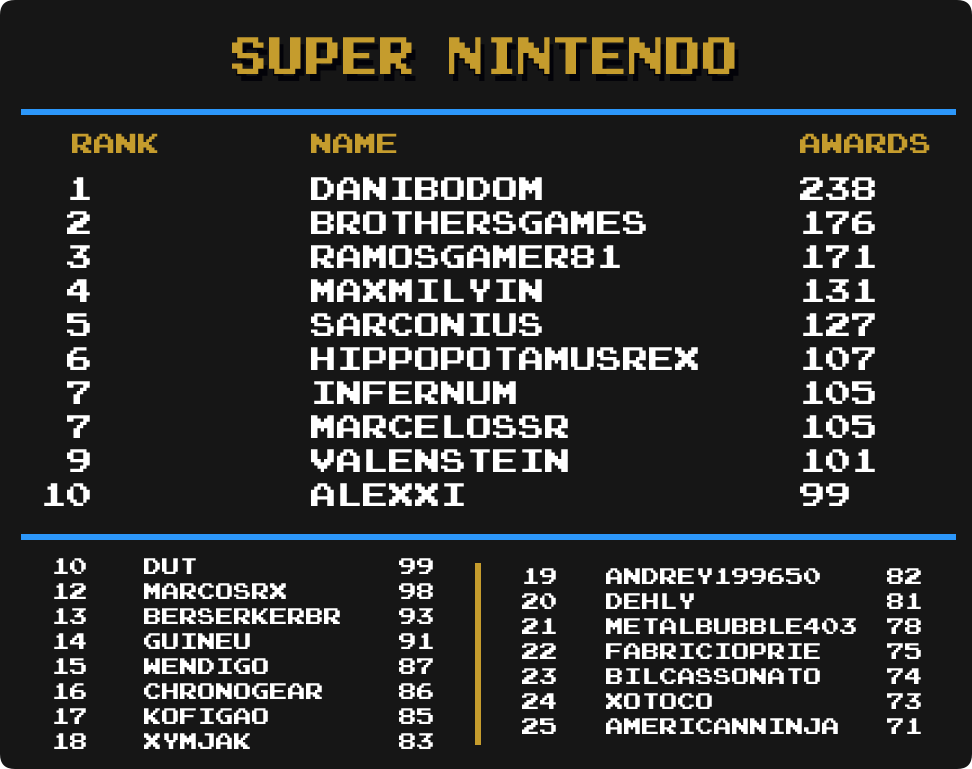 SUPER NINTENDO
RANK NAME AWARDS
1 DANIBODOM 238
2 BROTHERSGAMES 176
3 RAMOSGAMER81 171
4 MAXMILYIN 131
5 SARCONIUS 127
6 HIPPOPOTAMUSREX 107
7 INFERNUM 105
7 MARCELOSSR 105
9 VALENSTEIN 101
10 ALEXXI 99
10 DUT 99
12 MARCOSRX 98
13 BERSERKERBR 93
14 GUINEU 91
15 WENDIGO 87
16 CHRONOGEAR 86
17 KOFIGAO 85
18 XYMJAK 83
19 ANDREY199650 82
20 DEHLY 81
21 METALBUBBLE403 78
22 FABRICIOPRIE 75
23 BILCASSONATO 74
24 XOTOCO 73
25 AMERICANNINJA 71